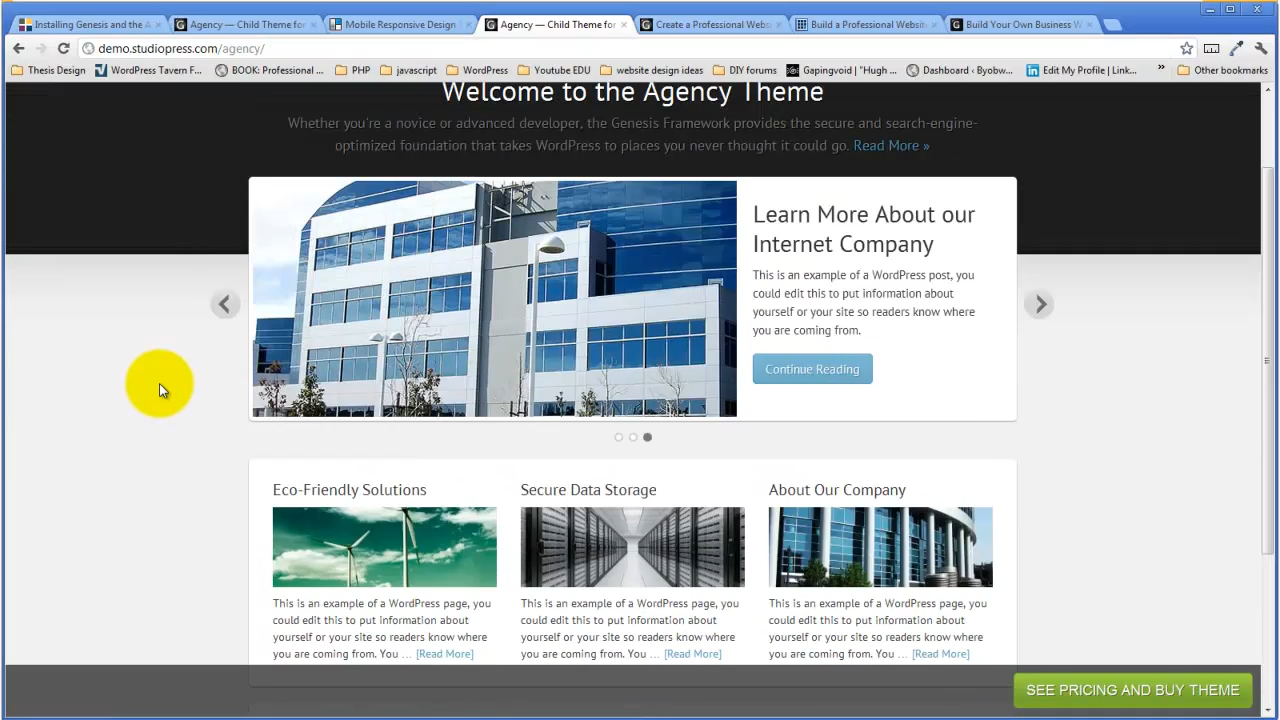 Installing Genesis and the A
Agency — Child Theme for
Mobile Responsive Design
Agency — Child Theme for
Create a Professional Webs
Build a Professional Website
Build Your Own Business W
demo.studiopress.com/agency/
Thesis Design
WordPress Tavern F...
BOOK: Professional ...
PHP
javascript
WordPress
Youtube EDU
website design ideas
DIY forums
Gapingvoid | "Hugh ...
Dashboard ‹ Byobw...
Edit My Profile | Link...
»
Other bookmarks
Welcome to the Agency Theme
Whether you're a novice or advanced developer, the Genesis Framework provides the secure and search-engine-
optimized foundation that takes WordPress to places you never thought it could go. Read More »
Learn More About our
Internet Company
This is an example of a WordPress post, you
could edit this to put information about
yourself or your site so readers know where
you are coming from.
Continue Reading
Eco-Friendly Solutions
This is an example of a WordPress page, you
could edit this to put information about
yourself or your site so readers know where
you are coming from. You ... [Read More]
Secure Data Storage
This is an example of a WordPress page, you
could edit this to put information about
yourself or your site so readers know where
you are coming from. You ... [Read More]
About Our Company
This is an example of a WordPress page, you
could edit this to put information about
yourself or your site so readers know where
you are coming from. You ... [Read More]
SEE PRICING AND BUY THEME